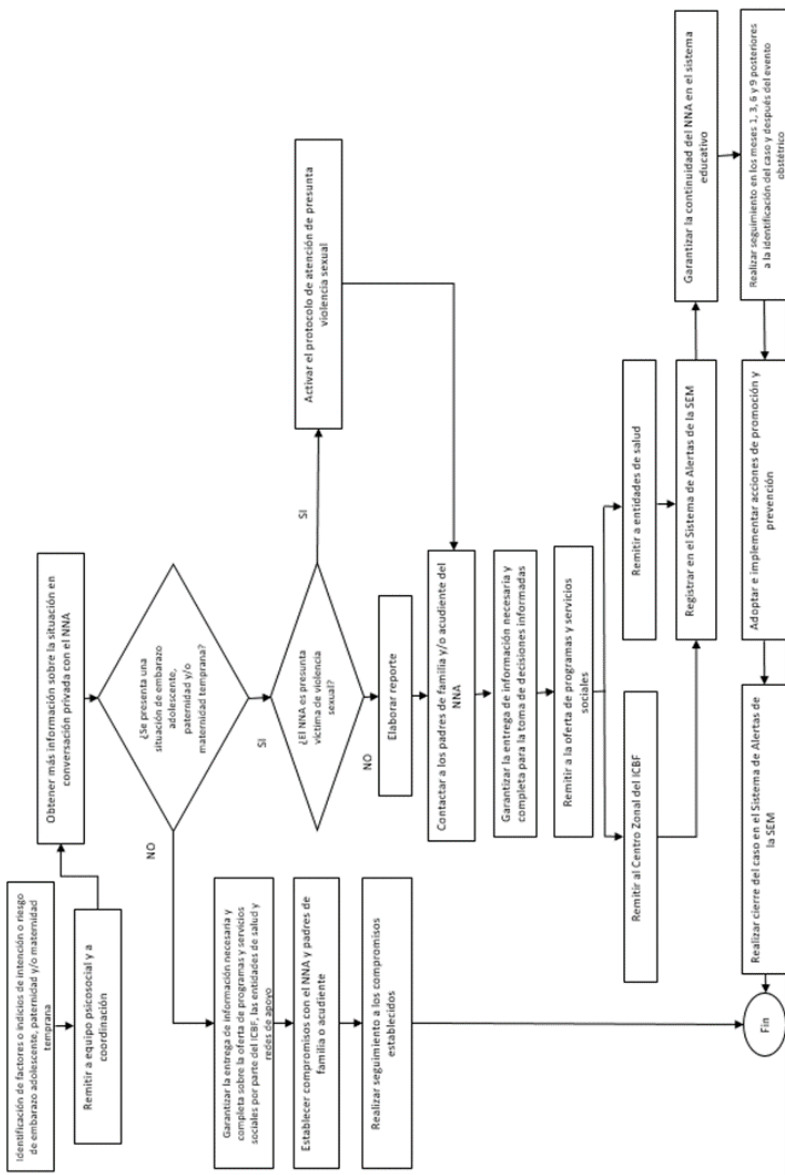 Identificación de factores o indicios de intención o riesgo
de embarazo adolescente, paternidad y/o maternidad
temprana
Remitir a equipo psicosocial y a
coordinación
Obtener más información sobre la situación en
conversación privada con el NNA
¿Se presenta una
situación de embarazo
adolescente,
paternidad y/o
maternidad temprana?
NO
SI
Garantizar la entrega de información necesaria y
completa sobre la oferta de programas y servicios
sociales por parte del ICBF, las entidades de salud y
redes de apoyo
Establecer compromisos con el NNA y padres de
familia o acudiente
Realizar seguimiento a los compromisos
establecidos
¿El NNA es presunta
víctima de violencia
sexual?
SI
NO
Activar el protocolo de atención de presunta
violencia sexual
Elaborar reporte
Contactar a los padres de familia y/o acudiente del
NNA
Garantizar la entrega de información necesaria y
completa para la toma de decisiones informadas
Remitir a la oferta de programas y servicios
sociales
Remitir al Centro Zonal del ICBF
Remitir a entidades de salud
Registrar en el Sistema de Alertas de la SEM
Garantizar la continuidad del NNA en el sistema
educativo
Realizar seguimiento en los meses 1, 3, 6 y 9 posteriores
a la identificación del caso y después del evento
obstétrico
Adoptar e implementar acciones de promoción y
prevención
Realizar cierre del caso en el Sistema de Alertas de
la SEM
Fin